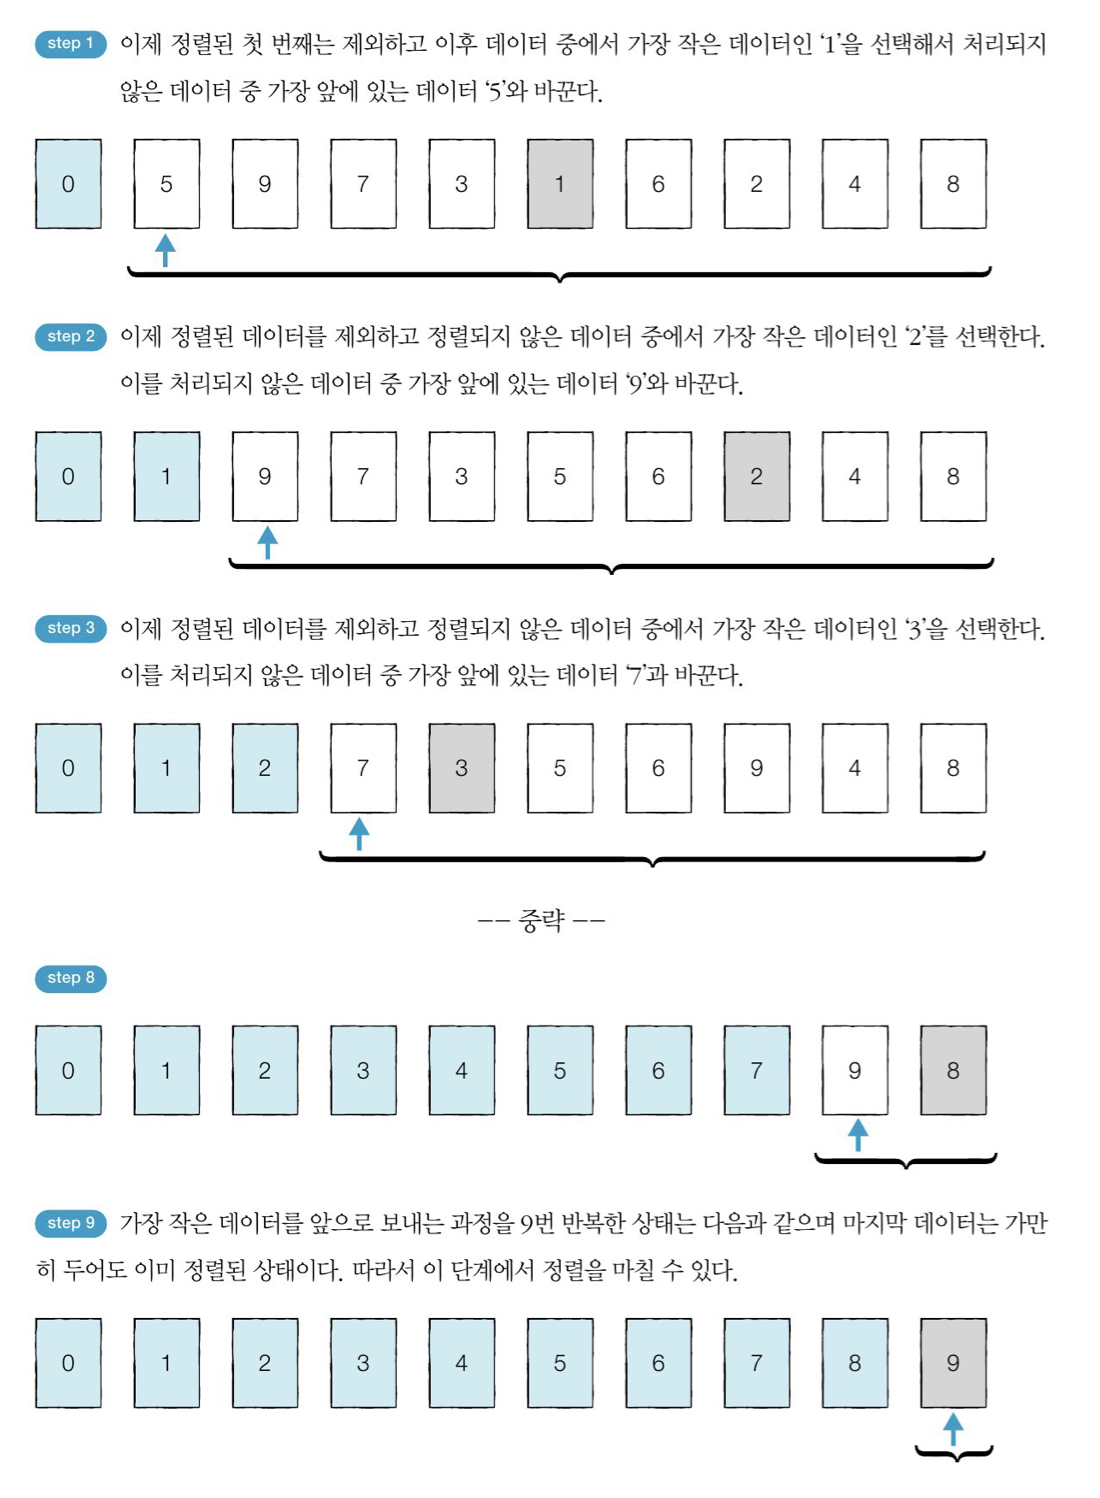 step 1 이제 정렬된 첫 번째는 제외하고 이후 데이터 중에서 가장 작은 데이터인 ‘1’을 선택해서 처리되지
않은 데이터 중 가장 앞에 있는 데이터 ‘5’와 바꾼다.
0 5 9 7 3 1 6 2 4 8
step 2 이제 정렬된 데이터를 제외하고 정렬되지 않은 데이터 중에서 가장 작은 데이터인 ‘2’를 선택한다.
이를 처리되지 않은 데이터 중 가장 앞에 있는 데이터 ‘9’와 바꾼다.
0 1 9 7 3 5 6 2 4 8
step 3 이제 정렬된 데이터를 제외하고 정렬되지 않은 데이터 중에서 가장 작은 데이터인 ‘3’을 선택한다.
이를 처리되지 않은 데이터 중 가장 앞에 있는 데이터 ‘7’과 바꾼다.
0 1 2 7 3 5 6 9 4 8
-- 중략 --
step 8
0 1 2 3 4 5 6 7 9 8
step 9 가장 작은 데이터를 앞으로 보내는 과정을 9번 반복한 상태는 다음과 같으며 마지막 데이터는 가만
히 두어도 이미 정렬된 상태이다. 따라서 이 단계에서 정렬을 마칠 수 있다.
0 1 2 3 4 5 6 7 8 9